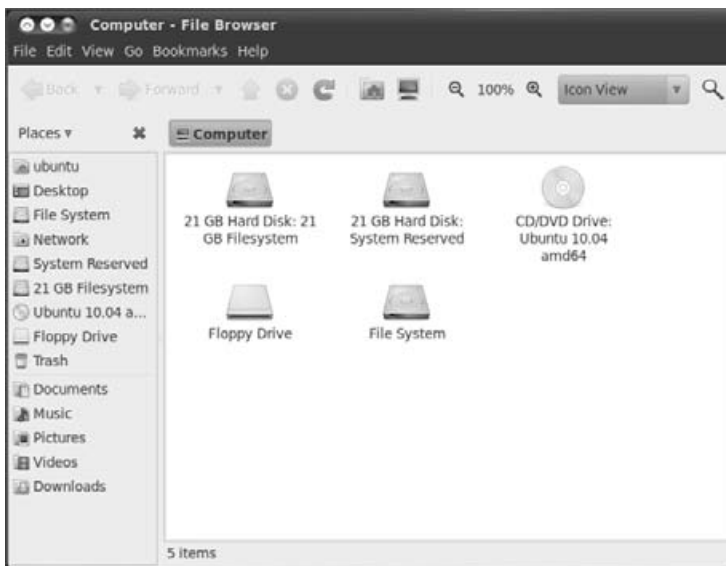 Computer - File Browser
File Edit View Go Bookmarks Help
Back Forward 100% Icon View
Places Computer
ubuntu
Desktop
File System
Network
System Reserved
21 GB Filesystem
Ubuntu 10.04 a...
Floppy Drive
Trash
Documents
Music
Pictures
Videos
Downloads
21 GB Hard Disk: 21
GB Filesystem
21 GB Hard Disk:
System Reserved
CD/DVD Drive:
Ubuntu 10.04
amd64
Floppy Drive
File System
5 items